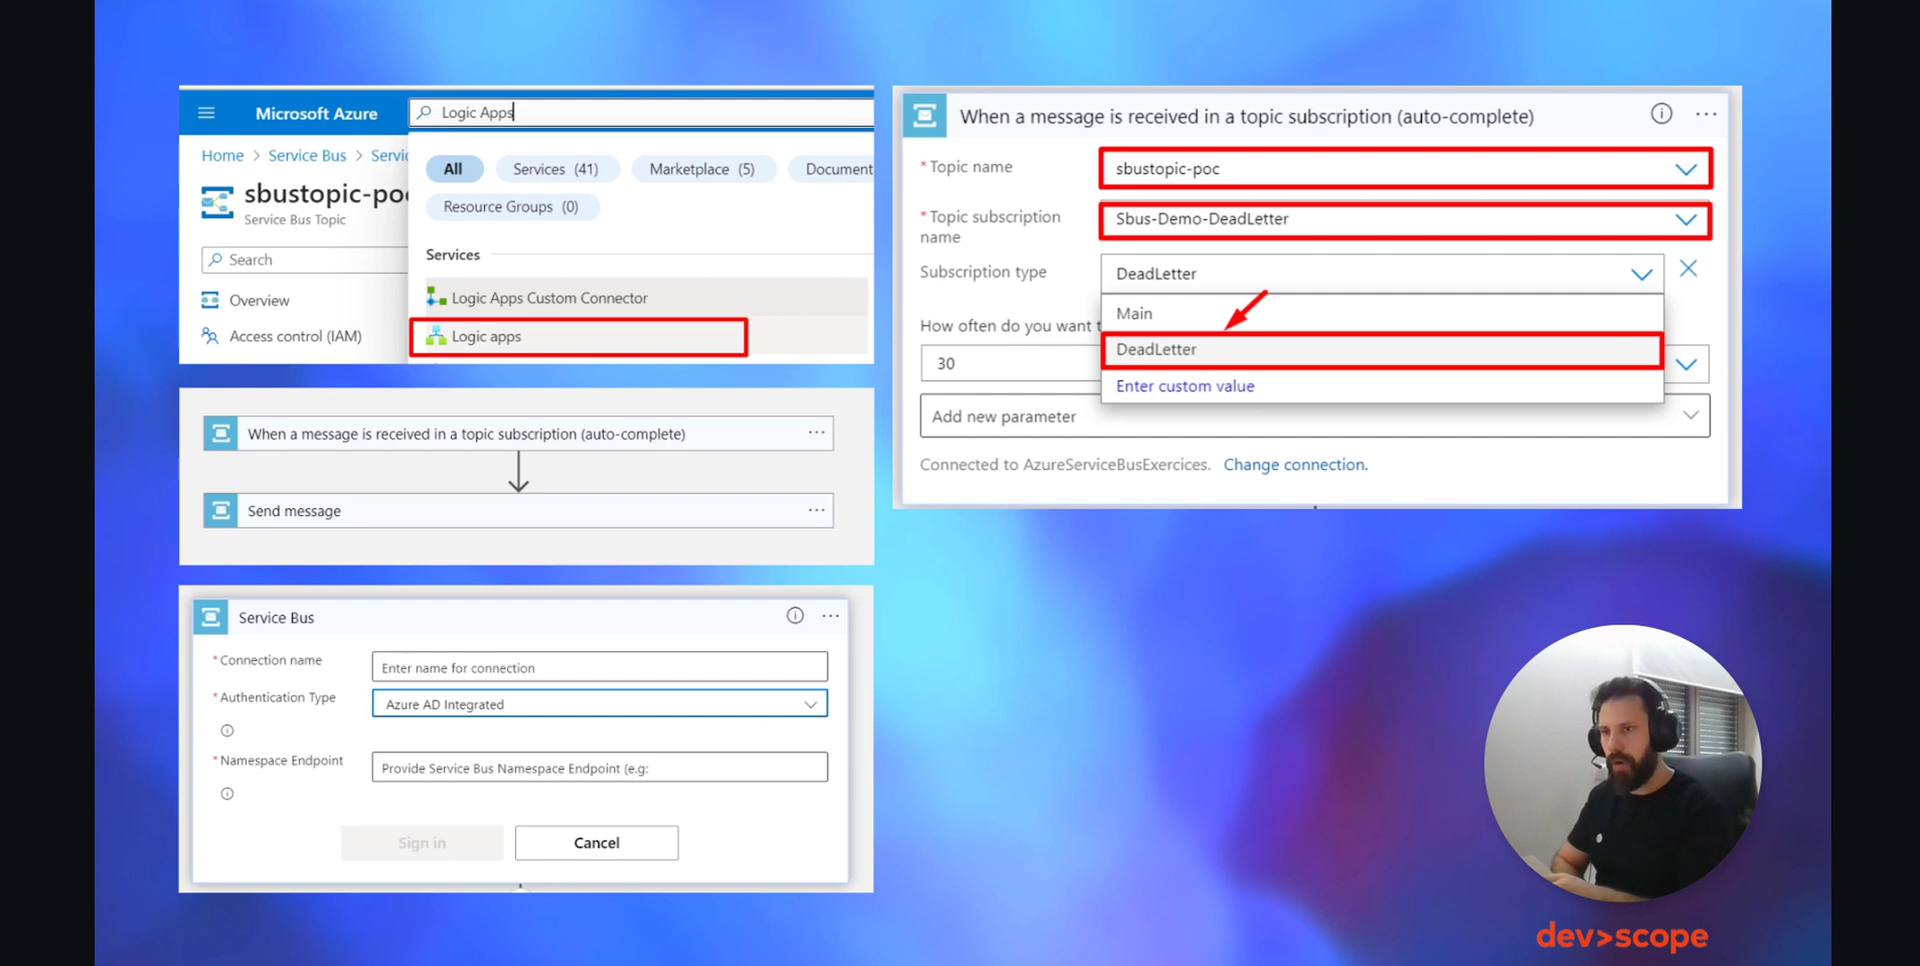 Microsoft Azure
Logic Apps
Home > Service Bus >
sbustopic-poc
Service Bus Topic
Search
Overview
Access control (IAM)
All
Services (41)
Marketplace (5)
Document
Resource Groups (0)
Services
Logic Apps Custom Connector
Logic apps
When a message is received in a topic subscription (auto-complete)
Send message
Service Bus
* Connection name
Enter name for connection
* Authentication Type
Azure AD Integrated
* Namespace Endpoint
Provide Service Bus Namespace Endpoint (e.g:
Sign in
Cancel
When a message is received in a topic subscription (auto-complete)
* Topic name
sbustopic-poc
* Topic subscription
name
Sbus-Demo-DeadLetter
Subscription type
DeadLetter
Main
DeadLetter
Enter custom value
How often do you want
30
Add new parameter
Connected to AzureServiceBusExercices. Change connection.
dev>scope